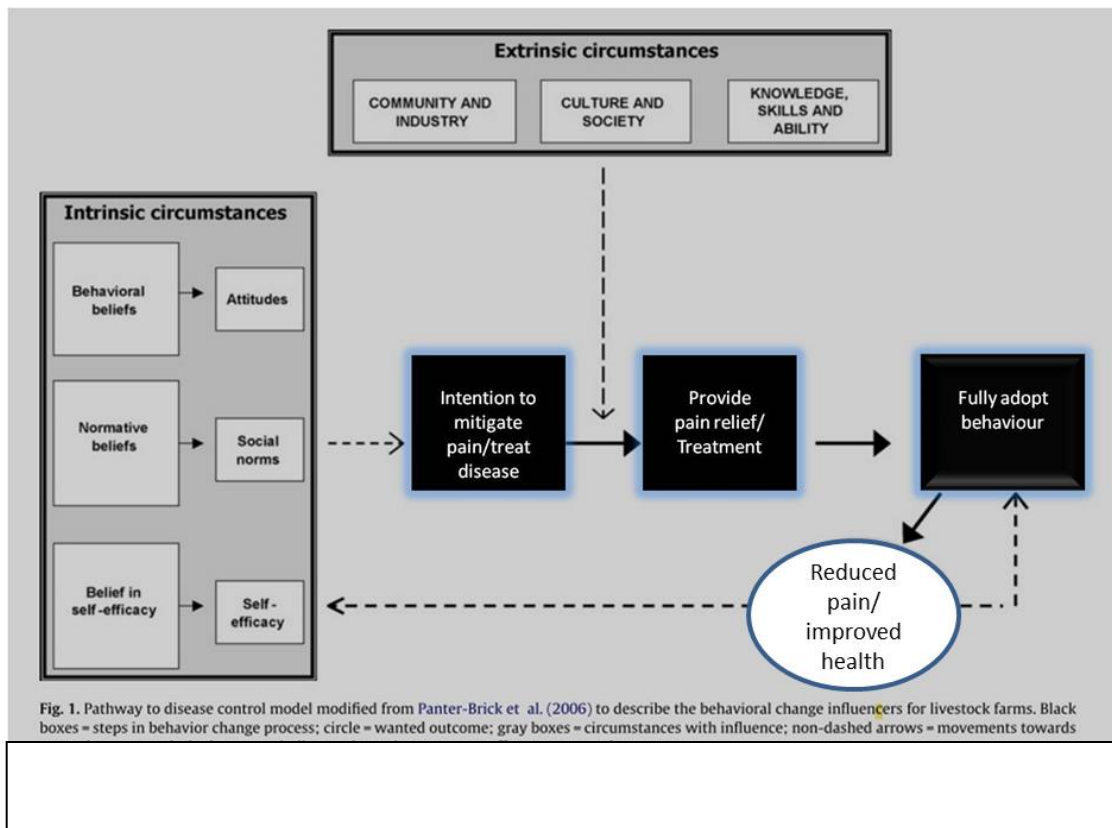 Extrinsic circumstances
COMMUNITY AND
INDUSTRY
CULTURE AND
SOCIETY
KNOWLEDGE,
SKILLS AND
ABILITY
Intrinsic circumstances
Behavioral
beliefs
Attitudes
Normative
beliefs
Social
norms
Belief in
self-efficacy
Self-
efficacy
Intention to
mitigate
pain/treat
disease
Provide
pain relief/
Treatment
Fully adopt
behaviour
Reduced
pain/
improved
health
Fig. 1. Pathway to disease control model modified from Panter-Brick et al. (2006) to describe the behavioral change influencers for livestock farms. Black
boxes = steps in behavior change process; circle = wanted outcome; gray boxes = circumstances with influence; non-dashed arrows = movements towards